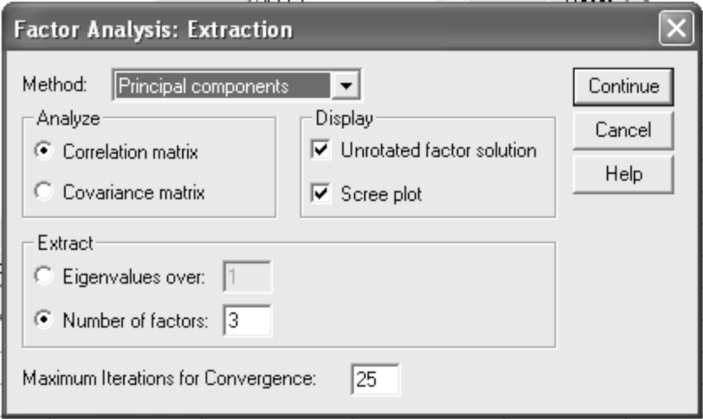 Factor Analysis: Extraction
Method: Principal components
Continue
Analyze
Display
Correlation matrix
Unrotated factor solution
Cancel
Covariance matrix
Scree plot
Help
Extract
Eigenvalues over: 1
Number of factors: 3
Maximum Iterations for Convergence: 25